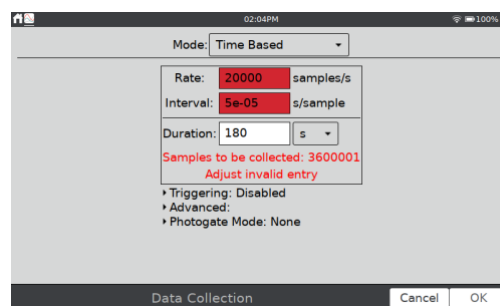 02:04PM 100%
Mode: Time Based
Rate: 20000 samples/s
Interval: 5e-05 s/sample
Duration: 180 s
Samples to be collected: 3600001
Adjust invalid entry
Triggering: Disabled
Advanced:
Photogate Mode: None
Data Collection Cancel OK